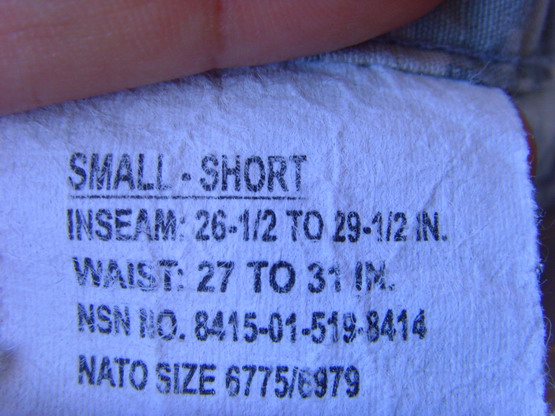 SMALL - SHORT
INSEAM: 26-1/2 TO 29-1/2 IN.
WAIST: 27 TO 31 IN.
NSN NO. 8415-01-519-8414
NATO SIZE 6775/6979